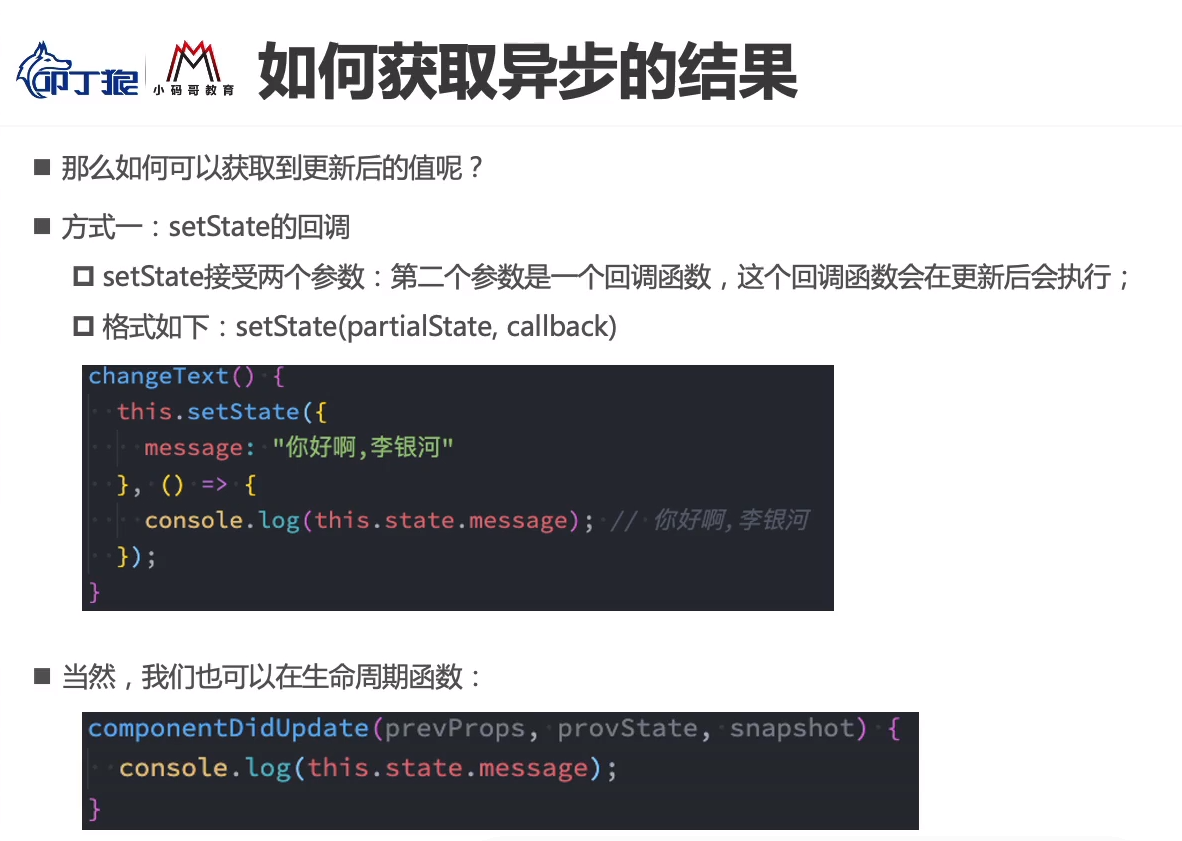 叩丁狼
小码哥教育
如何获取异步的结果
那么如何可以获取到更新后的值呢？
方式一：setState的回调
setState接受两个参数：第二个参数是一个回调函数，这个回调函数会在更新后会执行；
格式如下：setState(partialState, callback)
changeText() {
this.setState({
message: "你好啊,李银河"
}, () => {
console.log(this.state.message); // 你好啊,李银河
});
}
当然，我们也可以在生命周期函数：
componentDidUpdate(prevProps, provState, snapshot) {
console.log(this.state.message);
}